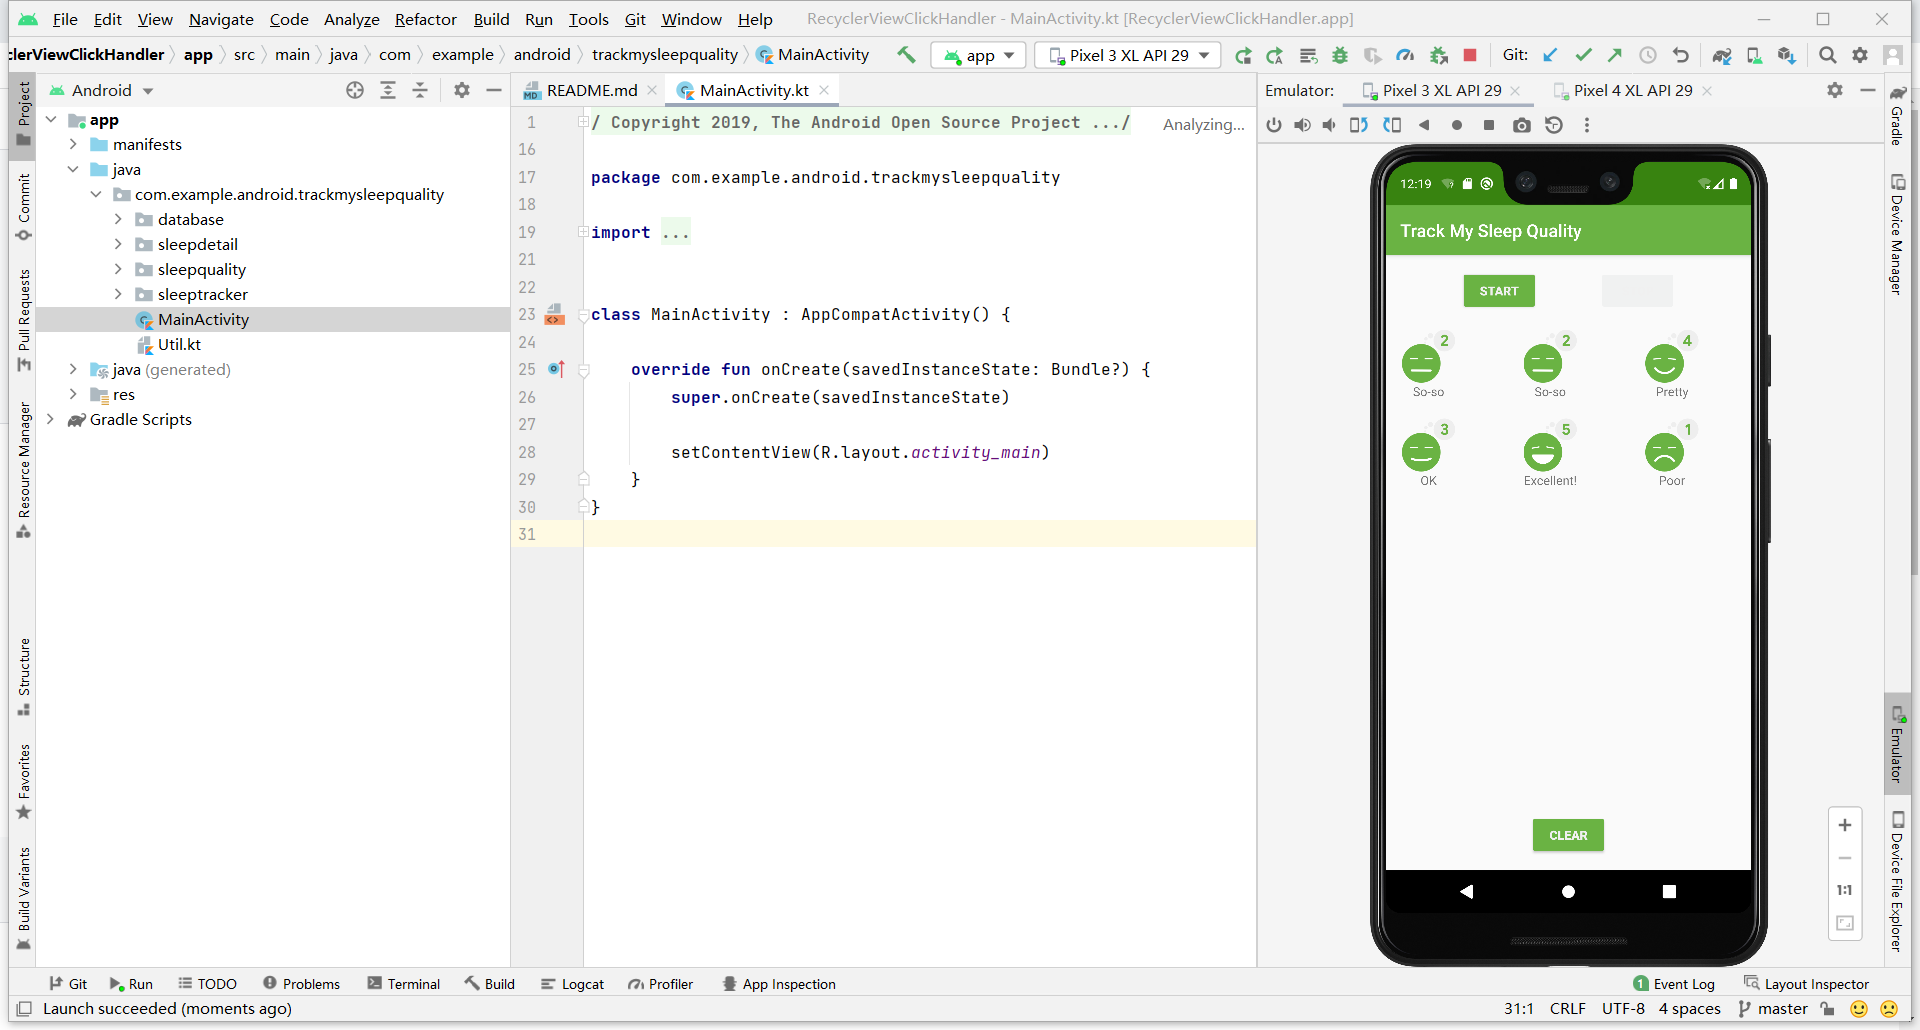 File Edit View Navigate Code Analyze Refactor Build Run Tools Git Window Help RecyclerViewClickHandler - MainActivity.kt [RecyclerViewClickHandler.app]
clerViewClickHandler app src main java com example android trackmysleepquality MainActivity app Pixel 3 XL API 29 Git:
Project
Commit
Pull Requests
Resource Manager
Structure
Favorites
Build Variants
Android
app
manifests
java
com.example.android.trackmysleepquality
database
sleepdetail
sleepquality
sleeptracker
MainActivity
Util.kt
java (generated)
res
Gradle Scripts
README.md MainActivity.kt
1 / Copyright 2019, The Android Open Source Project .../ Analyzing...
16
17 package com.example.android.trackmysleepquality
18
19 import ...
21
22
23 class MainActivity : AppCompatActivity() {
24
25 override fun onCreate(savedInstanceState: Bundle?) {
26 super.onCreate(savedInstanceState)
27
28 setContentView(R.layout.activity_main)
29 }
30 }
31
Emulator: Pixel 3 XL API 29 Pixel 4 XL API 29
12:19
Track My Sleep Quality
START
2 2 4
So-so So-so Pretty
3 5 1
OK Excellent! Poor
CLEAR
1:1
Gradle
Device Manager
Emulator
Device File Explorer
Git Run TODO Problems Terminal Build Logcat Profiler App Inspection 1 Event Log Layout Inspector
Launch succeeded (moments ago) 31:1 CRLF UTF-8 4 spaces master